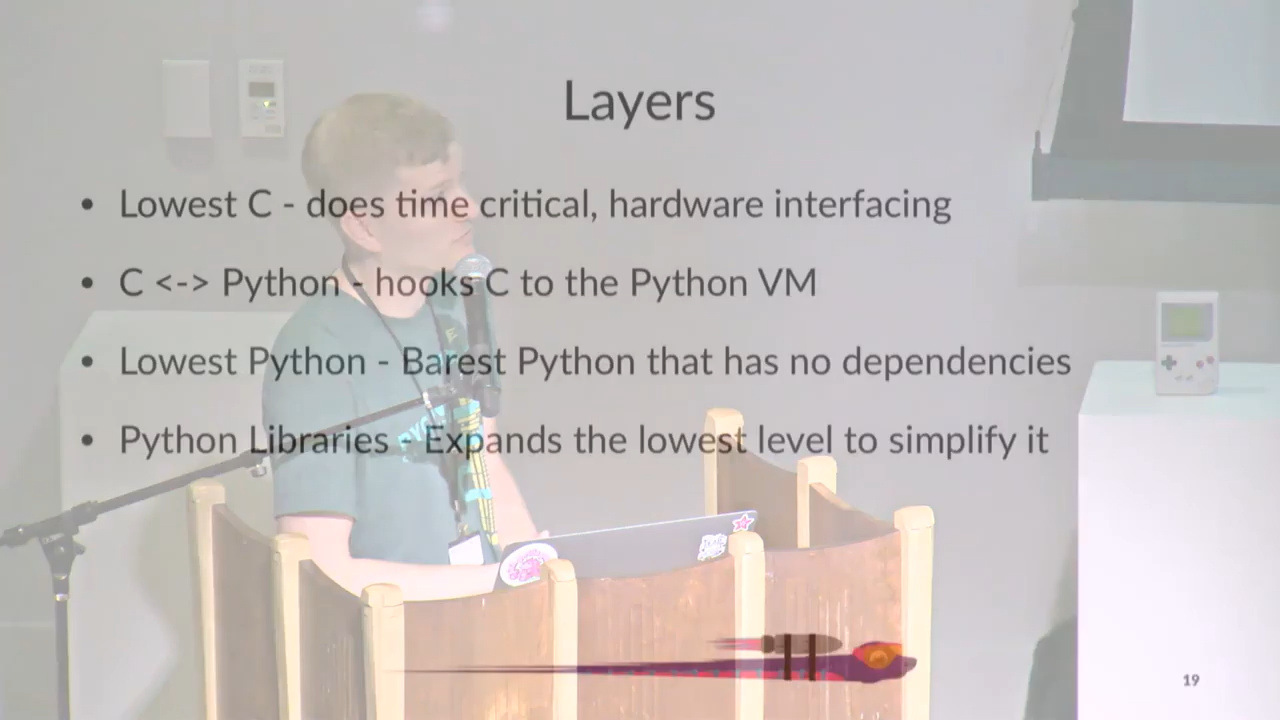 Layers
• Lowest C - does time critical, hardware interfacing
• C <-> Python - hooks C to the Python VM
• Lowest Python - Barest Python that has no dependencies
• Python Libraries - Expands the lowest level to simplify it
19